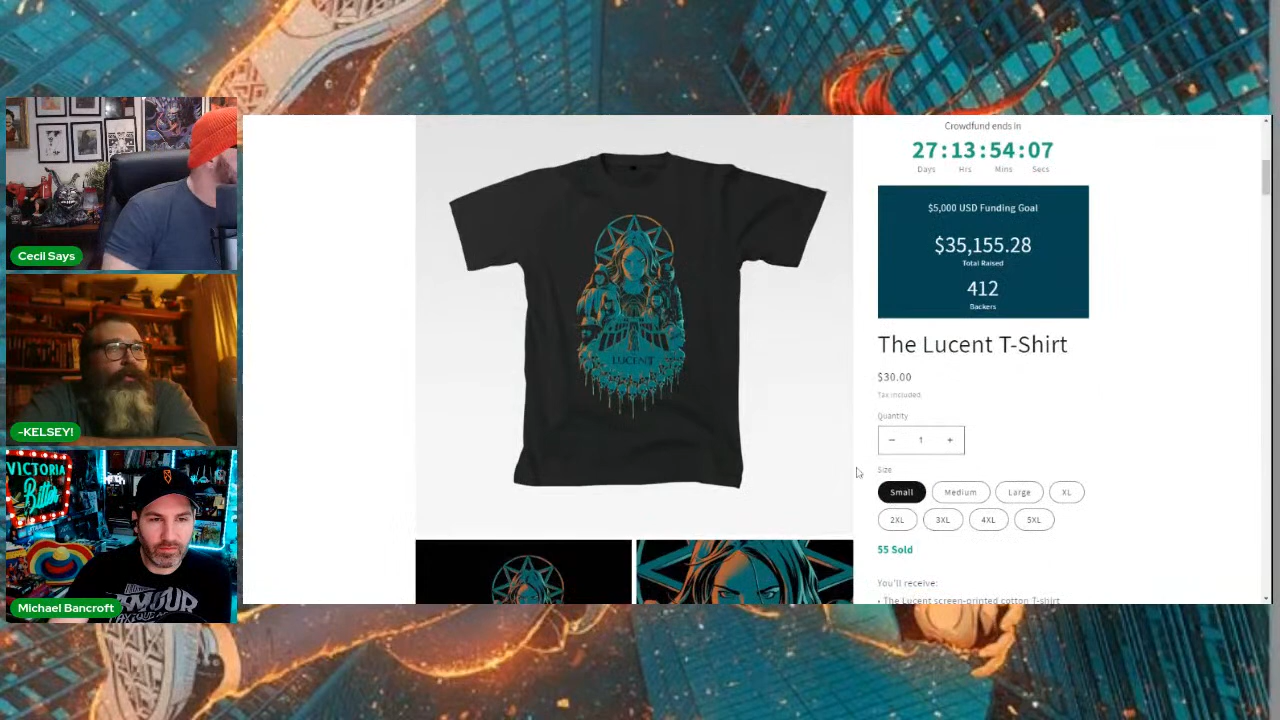 Cecil Says
-KELSEY!
VICTORIA
Bitter
Michael Bancroft
LUCENT
Crowdfund ends in
27:13:54:07
Days Hrs Mins Secs
$5,000 USD Funding Goal
$35,155.28
Total Raised
412
Backers
The Lucent T-Shirt
$30.00
Tax included.
Quantity
− 1 +
Size
Small Medium Large XL
2XL 3XL 4XL 5XL
55 Sold
You'll receive:
• The Lucent screen-printed cotton T-shirt